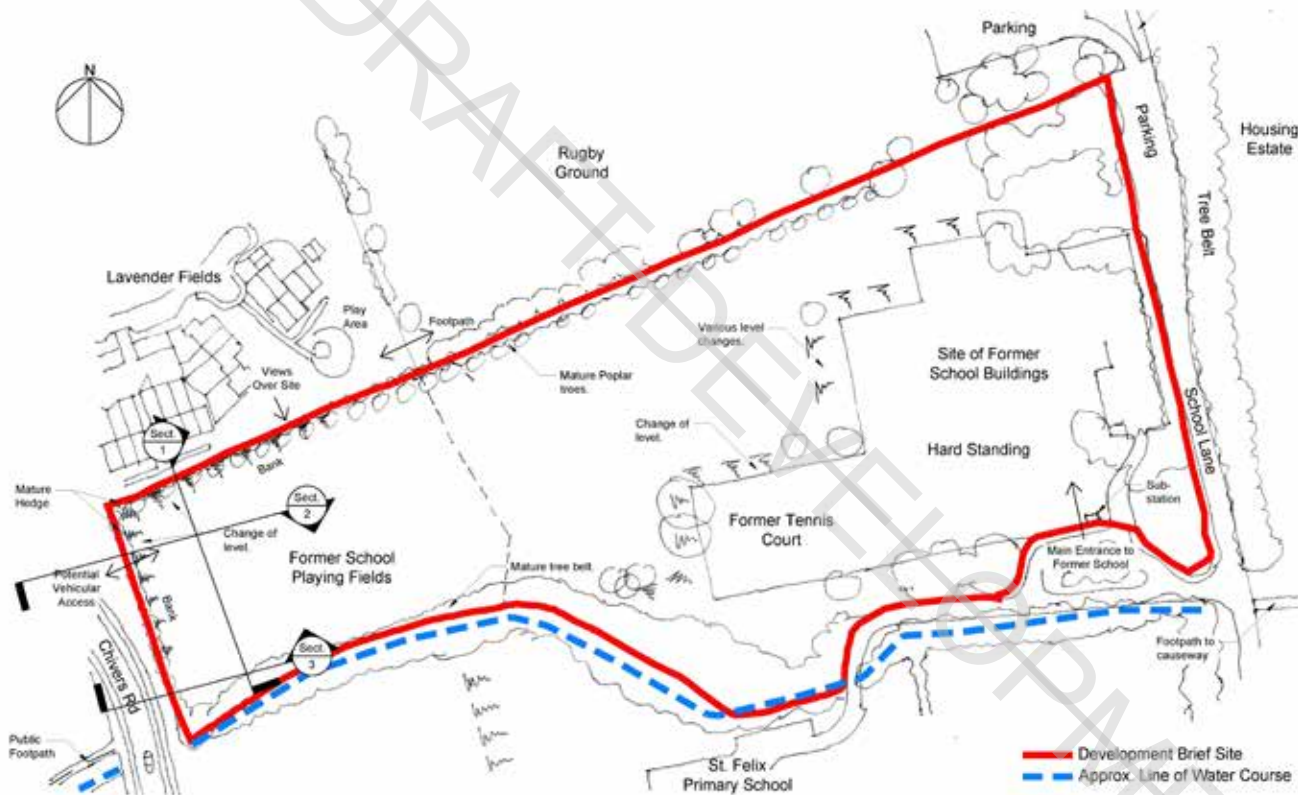 Parking
N
Parking
Housing
Estate
Rugby
Ground
Tree Belt
Lavender Fields
Play
Area
Footpath
Various level
changes.
Views
Over Site
Mature Poplar
trees.
Site of Former
School Buildings
School Lane
Sect.
1
Change of
level.
Hard Standing
Bank
Mature
Hedge
Sect.
2
Sub-
station
Former Tennis
Court
Change of
level.
Former School
Playing Fields
Main Entrance to
Former School
Potential
Vehicular
Access
Mature tree belt.
Bank
Footpath to
causeway
Sect.
3
Chivers Rd
Public
Footpath
St. Felix
Primary School
Development Brief Site
Approx. Line of Water Course
DRAFT DEVELOPM